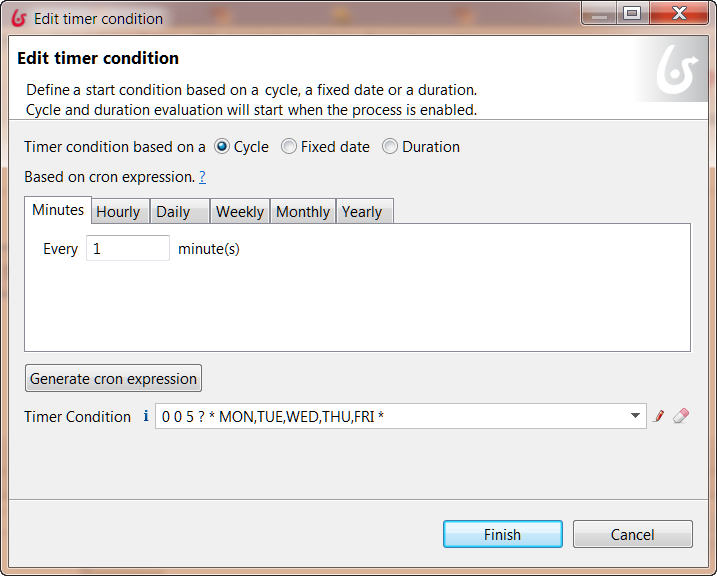 Edit timer condition
Edit timer condition
Define a start condition based on a cycle, a fixed date or a duration.
Cycle and duration evaluation will start when the process is enabled.
Timer condition based on a Cycle Fixed date Duration
Based on cron expression. ?
Minutes Hourly Daily Weekly Monthly Yearly
Every 1 minute(s)
Generate cron expression
Timer Condition i 0 0 5 ? * MON,TUE,WED,THU,FRI *
Finish Cancel